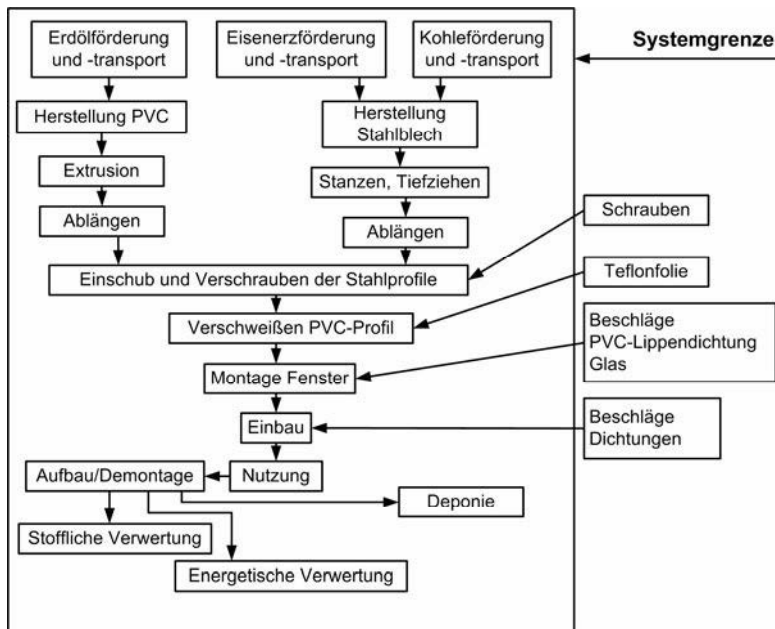 Erdölförderung
und -transport
Eisenerzförderung
und -transport
Kohleförderung
und -transport
Systemgrenze
Herstellung PVC
Herstellung
Stahlblech
Extrusion
Stanzen, Tiefziehen
Ablängen
Ablängen
Schrauben
Einschub und Verschrauben der Stahlprofile
Teflonfolie
Verschweißen PVC-Profil
Beschläge
PVC-Lippendichtung
Glas
Montage Fenster
Einbau
Beschläge
Dichtungen
Aufbau/Demontage
Nutzung
Deponie
Stoffliche Verwertung
Energetische Verwertung